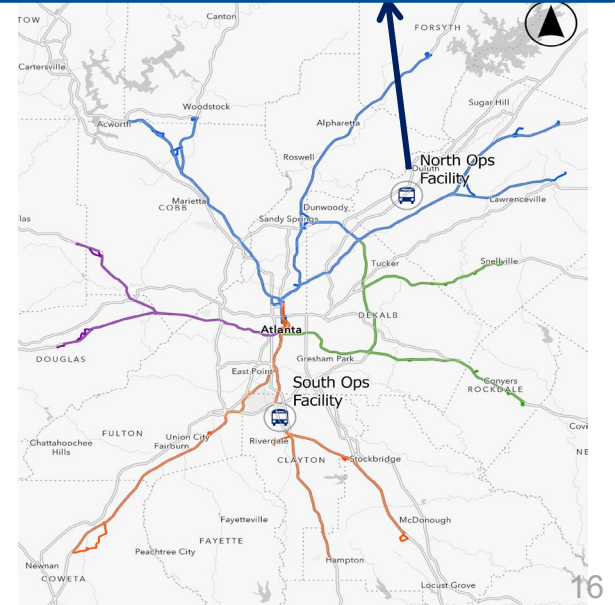 TOW
Canton
FORSYTH
Cartersville
Woodstock
Sugar Hill
Acworth
Alpharetta
Roswell
North Ops
Facility
Duluth
Marietta
COBB
Dunwoody
Sandy Springs
Lawrenceville
las
Tucker
Snellville
DEKALB
Atlanta
DOUGLAS
Gresham Park
East Point
South Ops
Facility
Conyers
ROCKDALE
FULTON
Union City
Fairburn
Riverdale
Covi
Chattahoochee
Hills
CLAYTON
Stockbridge
NE
Fayetteville
McDonough
FAYETTE
Peachtree City
Hampton
Newnan
COWETA
Locust Grove
16